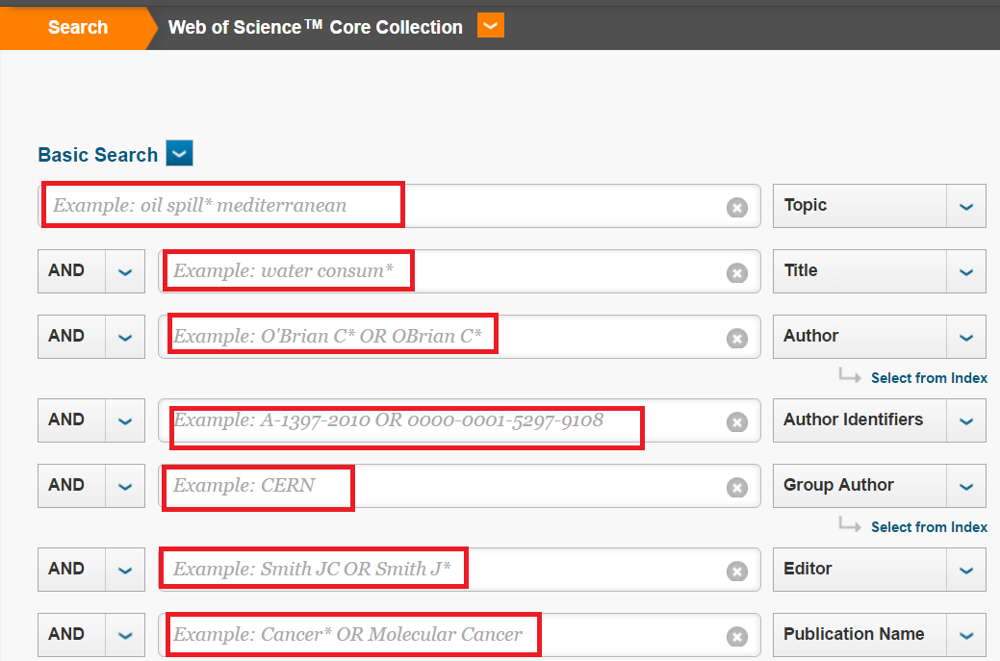 Search Web of Science™ Core Collection
Basic Search
Example: oil spill* mediterranean Topic
AND Example: water consum* Title
AND Example: O'Brian C* OR OBrian C* Author
Select from Index
AND Example: A-1397-2010 OR 0000-0001-5297-9108 Author Identifiers
AND Example: CERN Group Author
Select from Index
AND Example: Smith JC OR Smith J* Editor
AND Example: Cancer* OR Molecular Cancer Publication Name